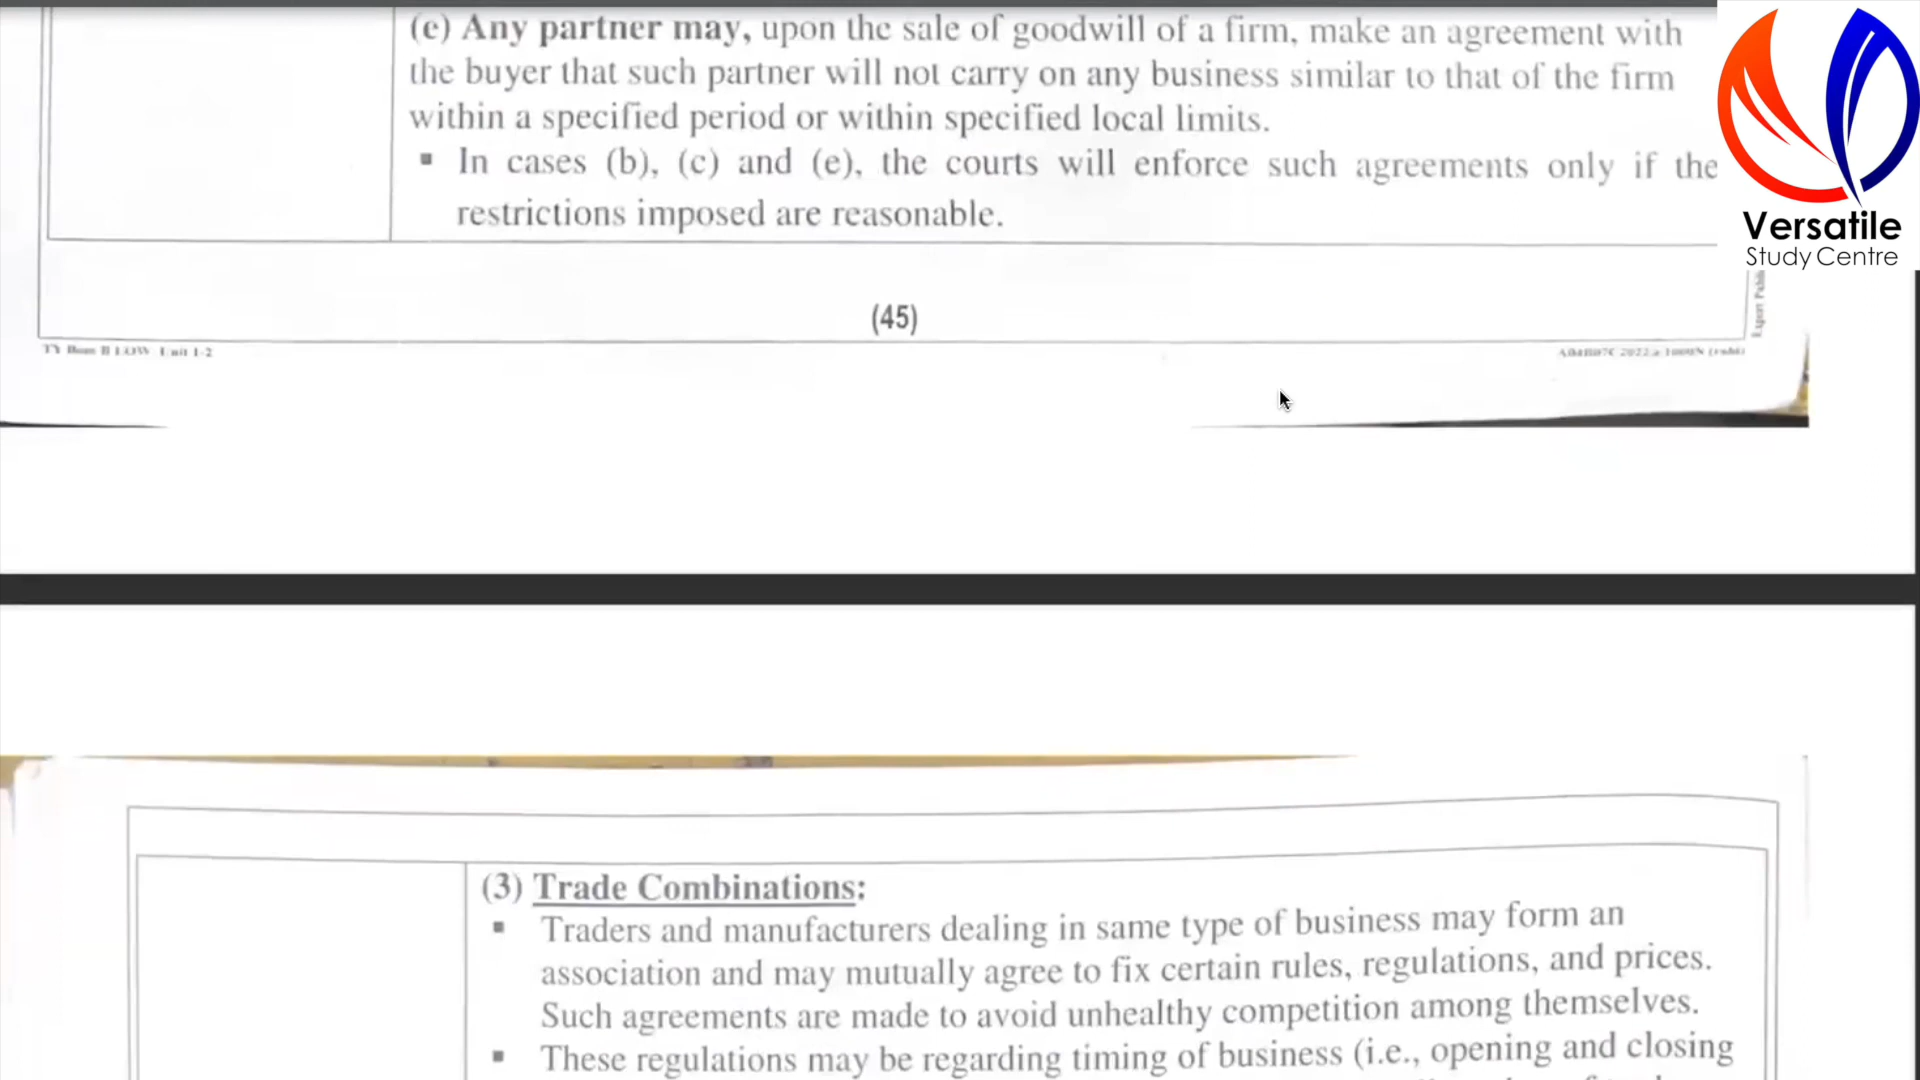 (e) Any partner may, upon the sale of goodwill of a firm, make an agreement with
the buyer that such partner will not carry on any business similar to that of the firm
within a specified period or within specified local limits.
▪ In cases (b), (c) and (e), the courts will enforce such agreements only if the
restrictions imposed are reasonable.
Versatile
Study Centre
(45)
(3) Trade Combinations:
▪ Traders and manufacturers dealing in same type of business may form an
association and may mutually agree to fix certain rules, regulations, and prices.
Such agreements are made to avoid unhealthy competition among themselves.
▪ These regulations may be regarding timing of business (i.e., opening and closing